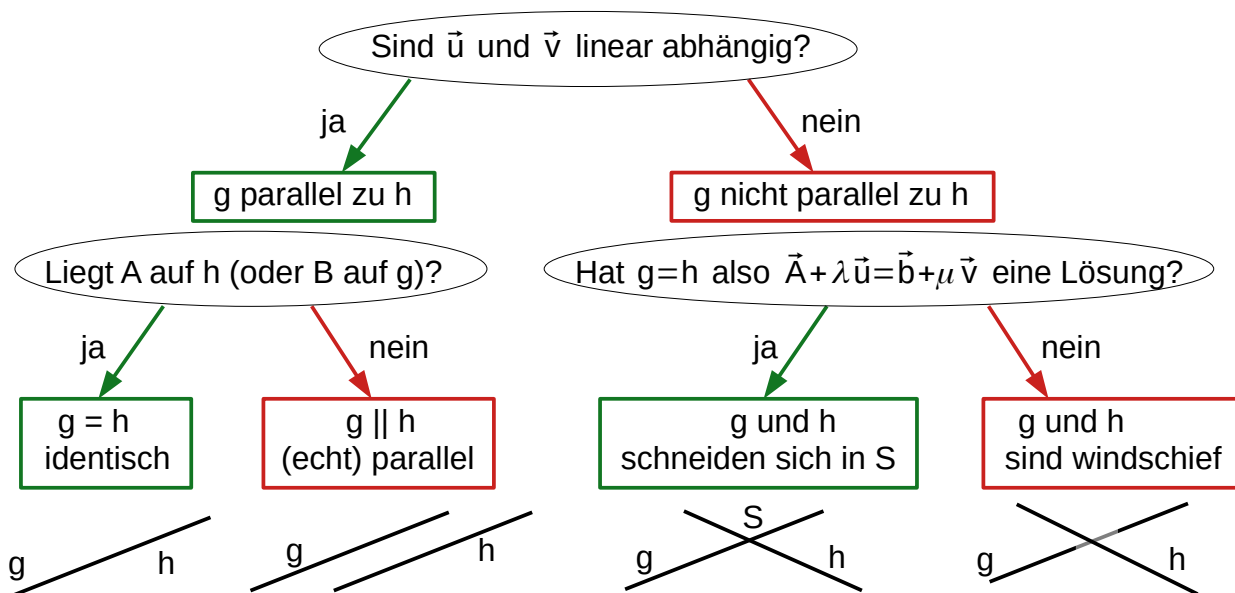 Sind u⃗ und v⃗ linear abhängig?
ja
nein
g parallel zu h
g nicht parallel zu h
Liegt A auf h (oder B auf g)?
Hat g=h also A⃗+λu⃗=b⃗+μv⃗ eine Lösung?
ja
nein
ja
nein
g = h
identisch
g || h
(echt) parallel
g und h
schneiden sich in S
g und h
sind windschief
g
h
g
h
S
g
h
g
h